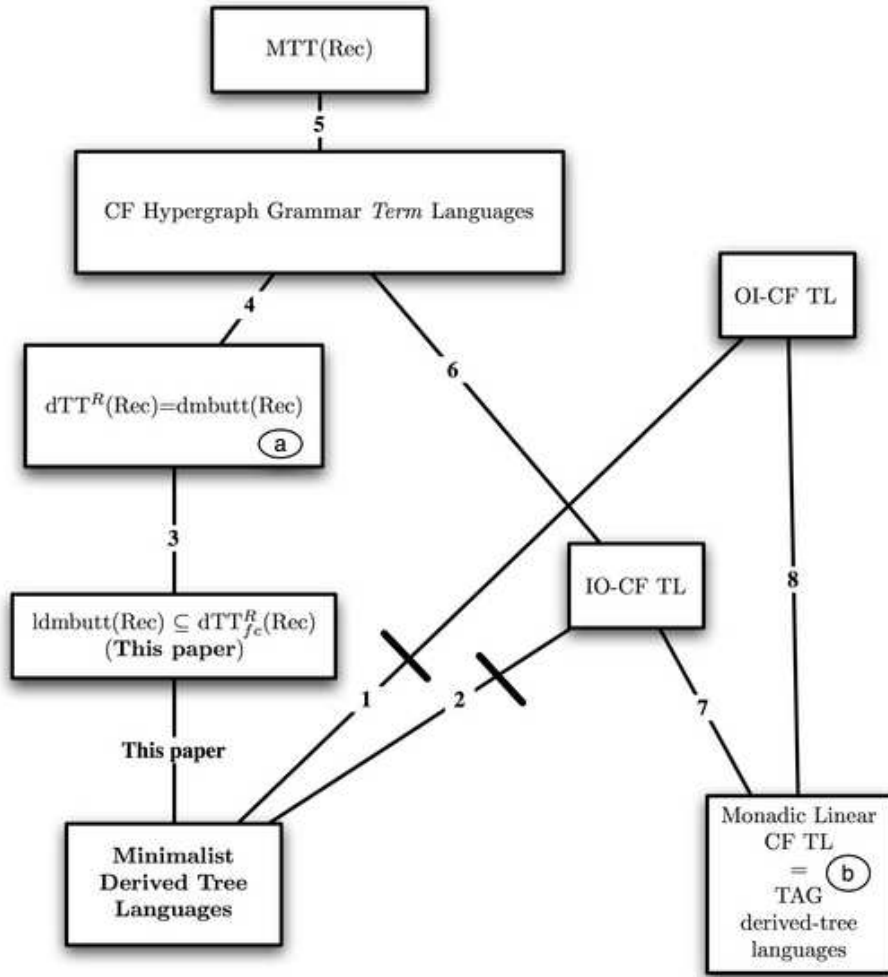 MTT(Rec)
5
CF Hypergraph Grammar Term Languages
4
OI-CF TL
6
dTT^R(Rec)=dmbutt(Rec)
a
3
IO-CF TL
8
ldmbutt(Rec) ⊆ dTT^R_{fc}(Rec)
(This paper)
1
2
7
This paper
Monadic Linear
CF TL
=
b
TAG
derived-tree
languages
Minimalist
Derived Tree
Languages